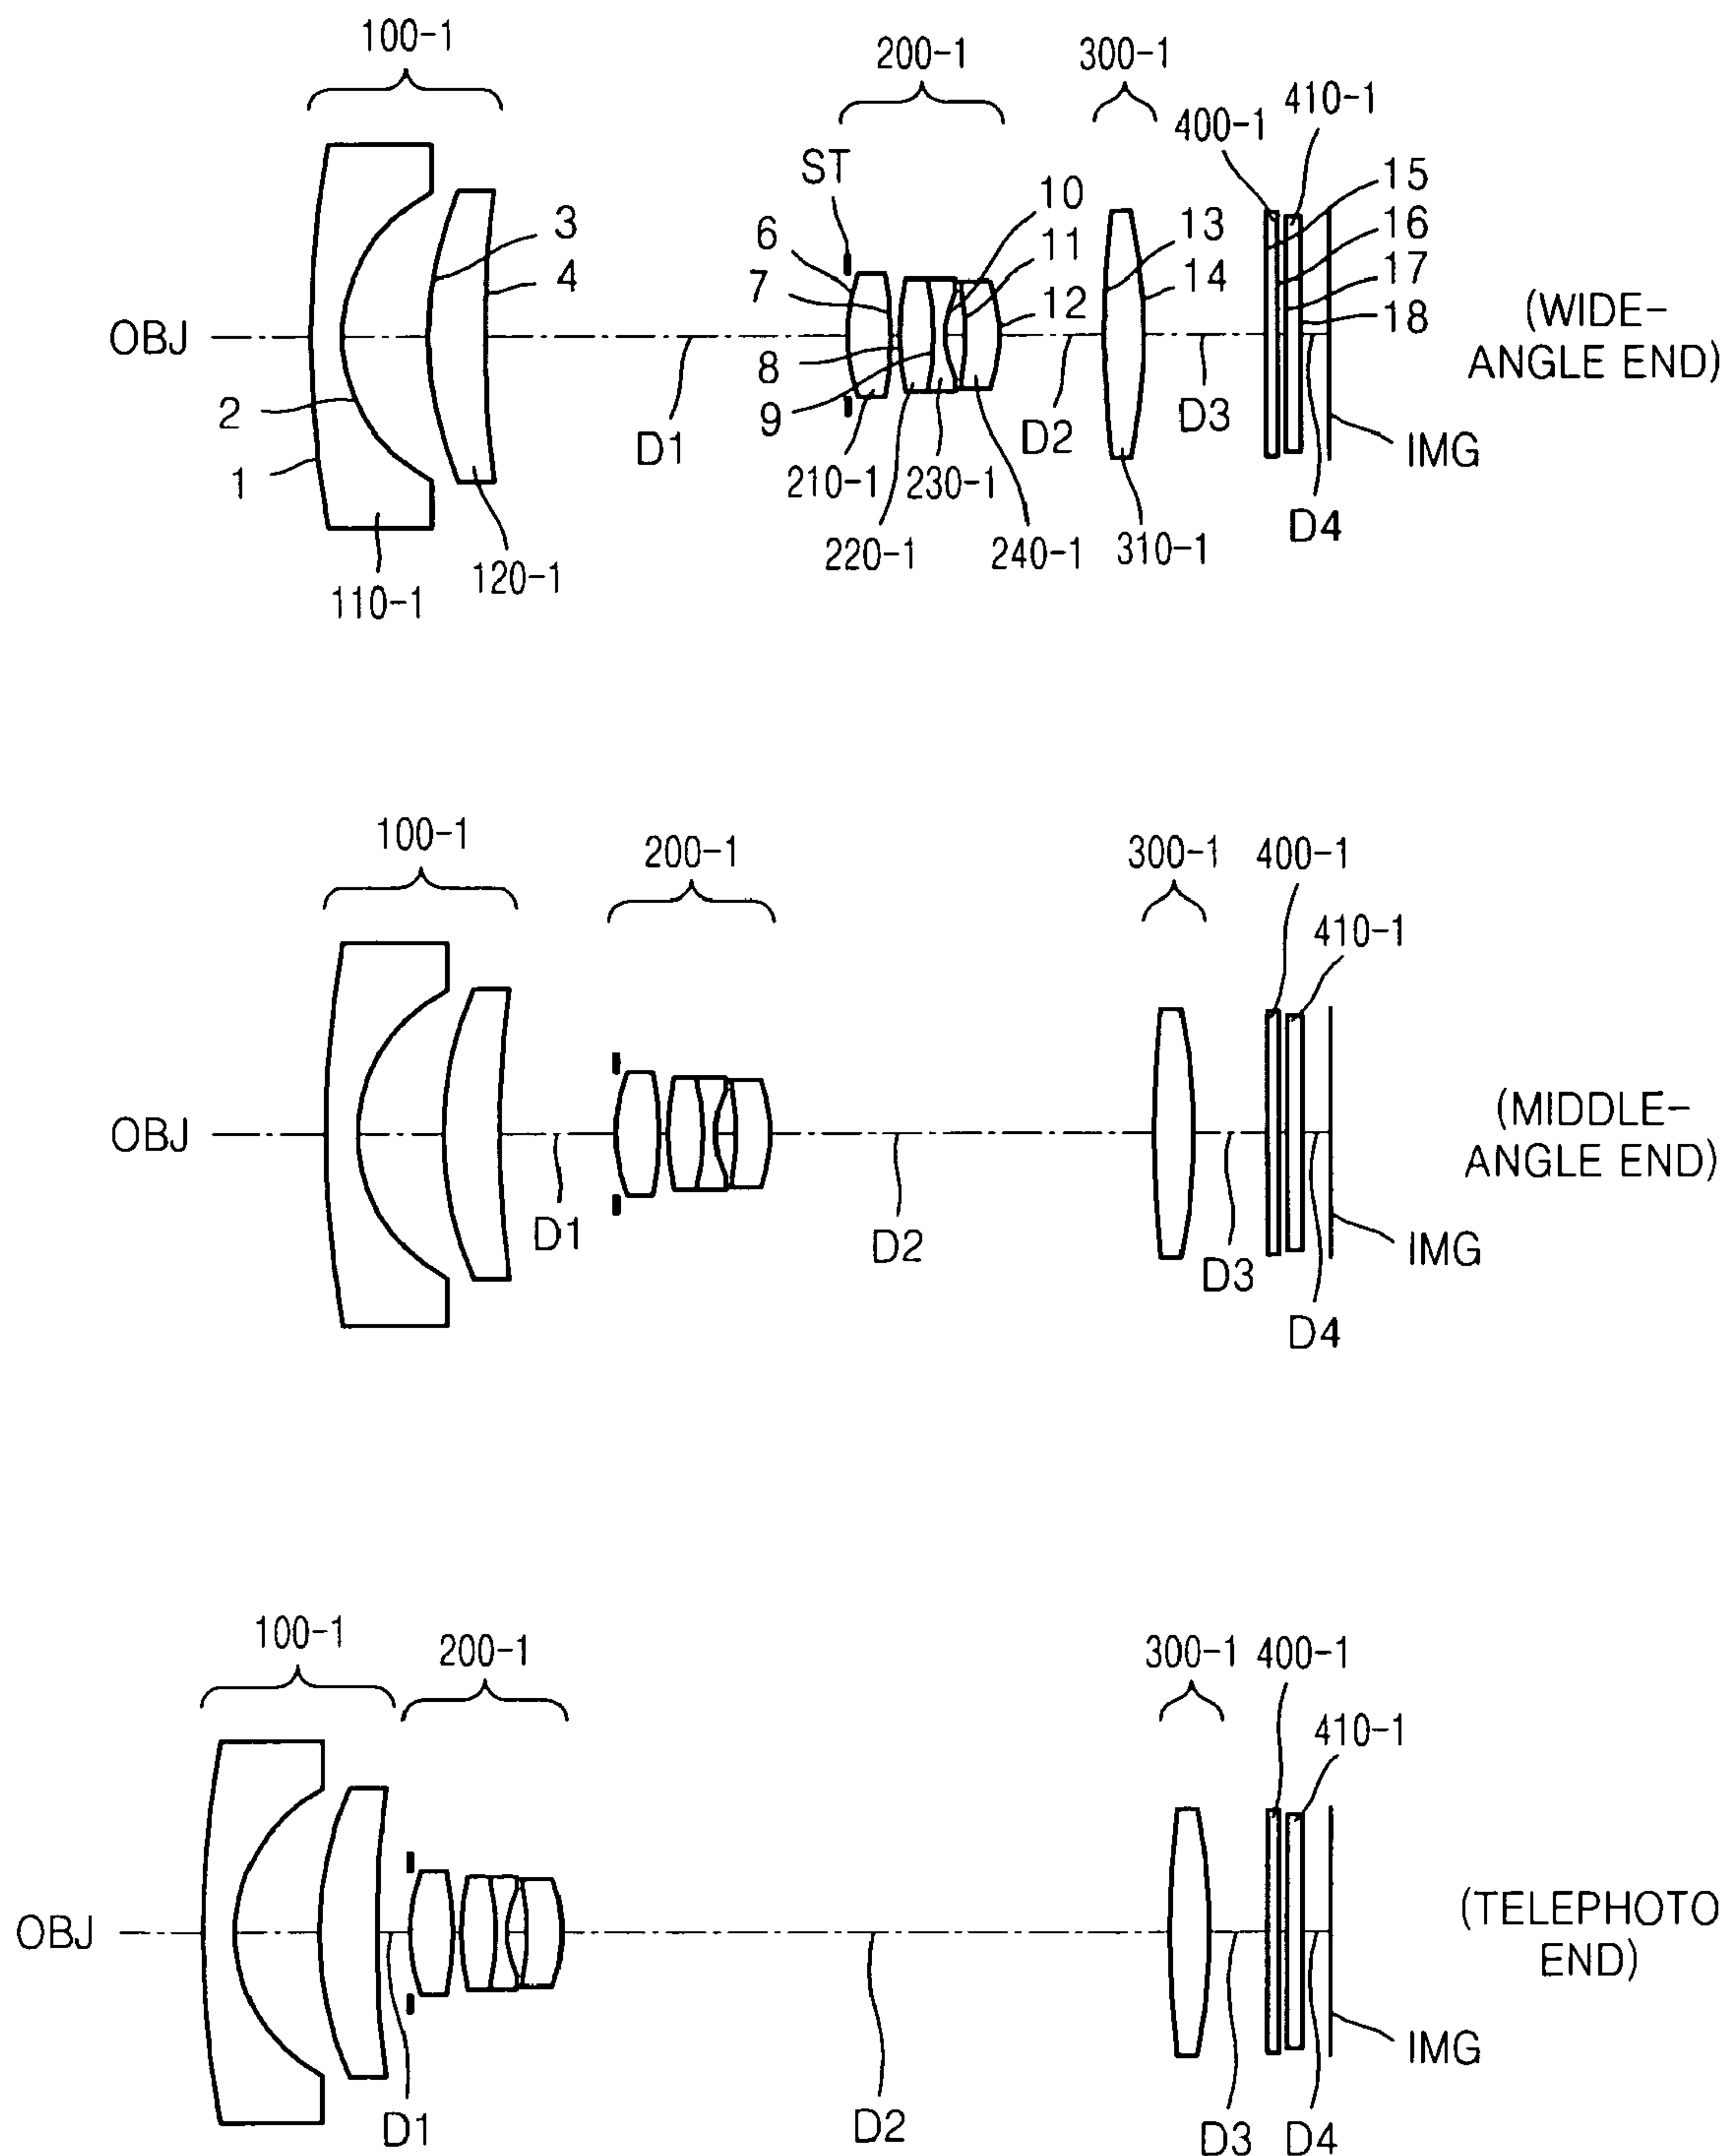 100-1
200-1
300-1
410-1
400-1
ST
15
10
16
3
13
11
6
17
14
4
7
12
18
OBJ
8
(WIDE-
ANGLE END)
2
9
D1
D2
D3
1
IMG
210-1
230-1
D4
220-1
240-1
310-1
120-1
110-1
100-1
200-1
300-1
400-1
410-1
OBJ
(MIDDLE-
ANGLE END)
D1
D2
D3
IMG
D4
100-1
200-1
300-1
400-1
410-1
OBJ
(TELEPHOTO
END)
IMG
D1
D2
D3
D4